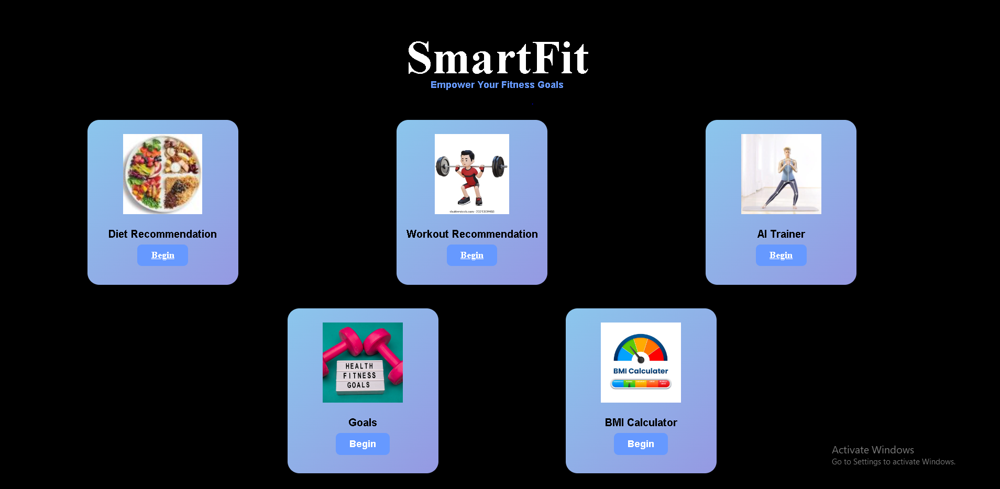 SmartFit
Empower Your Fitness Goals
shutterstock.com · 2321309403
Diet Recommendation
Begin
Workout Recommendation
Begin
AI Trainer
Begin
HEALTH
FITNESS
GOALS
Goals
Begin
BMI Calculater
BMI Calculator
Begin
Activate Windows
Go to Settings to activate Windows.